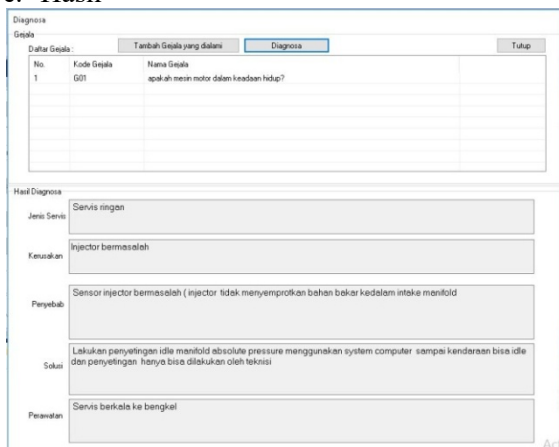 Diagnosa
Gejala
Daftar Gejala :
Tambah Gejala yang dialami
Diagnosa
Tutup
No. Kode Gejala Nama Gejala
1 G01 apakah mesin motor dalam keadaan hidup?
Hasil Diagnosa
Jenis Servis Servis ringan
Kerusakan Injector bermasalah
Penyebab Sensor injector bermasalah ( injector tidak menyemprotkan bahan bakar kedalam intake manifold
Solusi Lakukan penyetingan idle manifold absolute pressure menggunakan system computer sampai kendaraan bisa idle
dan penyetingan hanya bisa dilakukan oleh teknisi
Perawatan Servis berkala ke bengkel